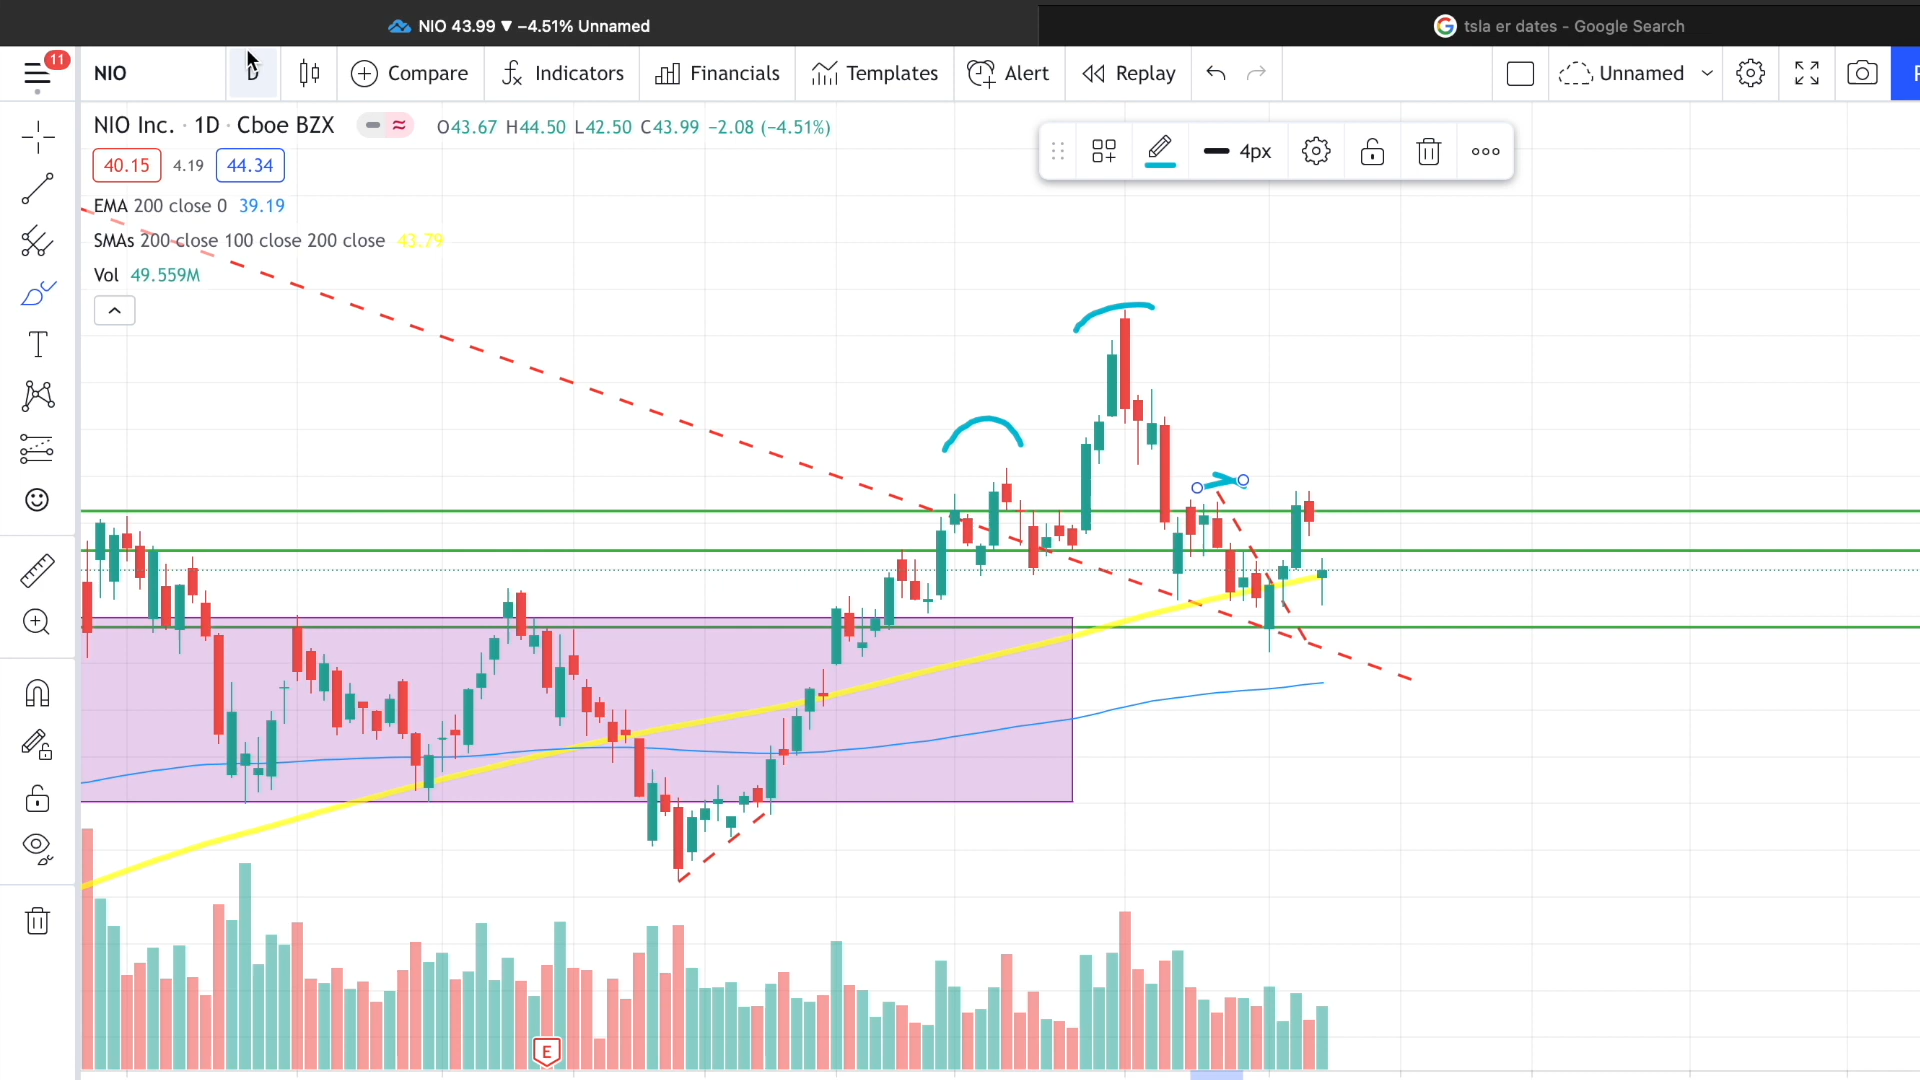 NIO 43.99 ▼ −4.51% Unnamed
tsla er dates - Google Search
11
NIO
D
Compare
Indicators
Financials
Templates
Alert
Replay
Unnamed
NIO Inc. · 1D · Cboe BZX
O43.67 H44.50 L42.50 C43.99 −2.08 (−4.51%)
4px
40.15 4.19 44.34
EMA 200 close 0 39.19
SMAs 200 close 100 close 200 close 43.79
Vol 49.559M
E